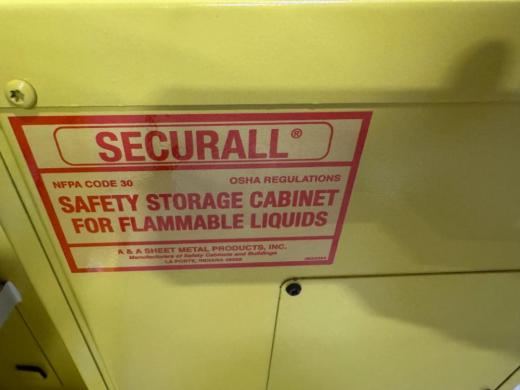 SECURALL®
NFPA CODE 30 OSHA REGULATIONS
SAFETY STORAGE CABINET
FOR FLAMMABLE LIQUIDS
A & A SHEET METAL PRODUCTS, INC.
Manufacturers of Safety Cabinets and Buildings
LA PORTE, INDIANA